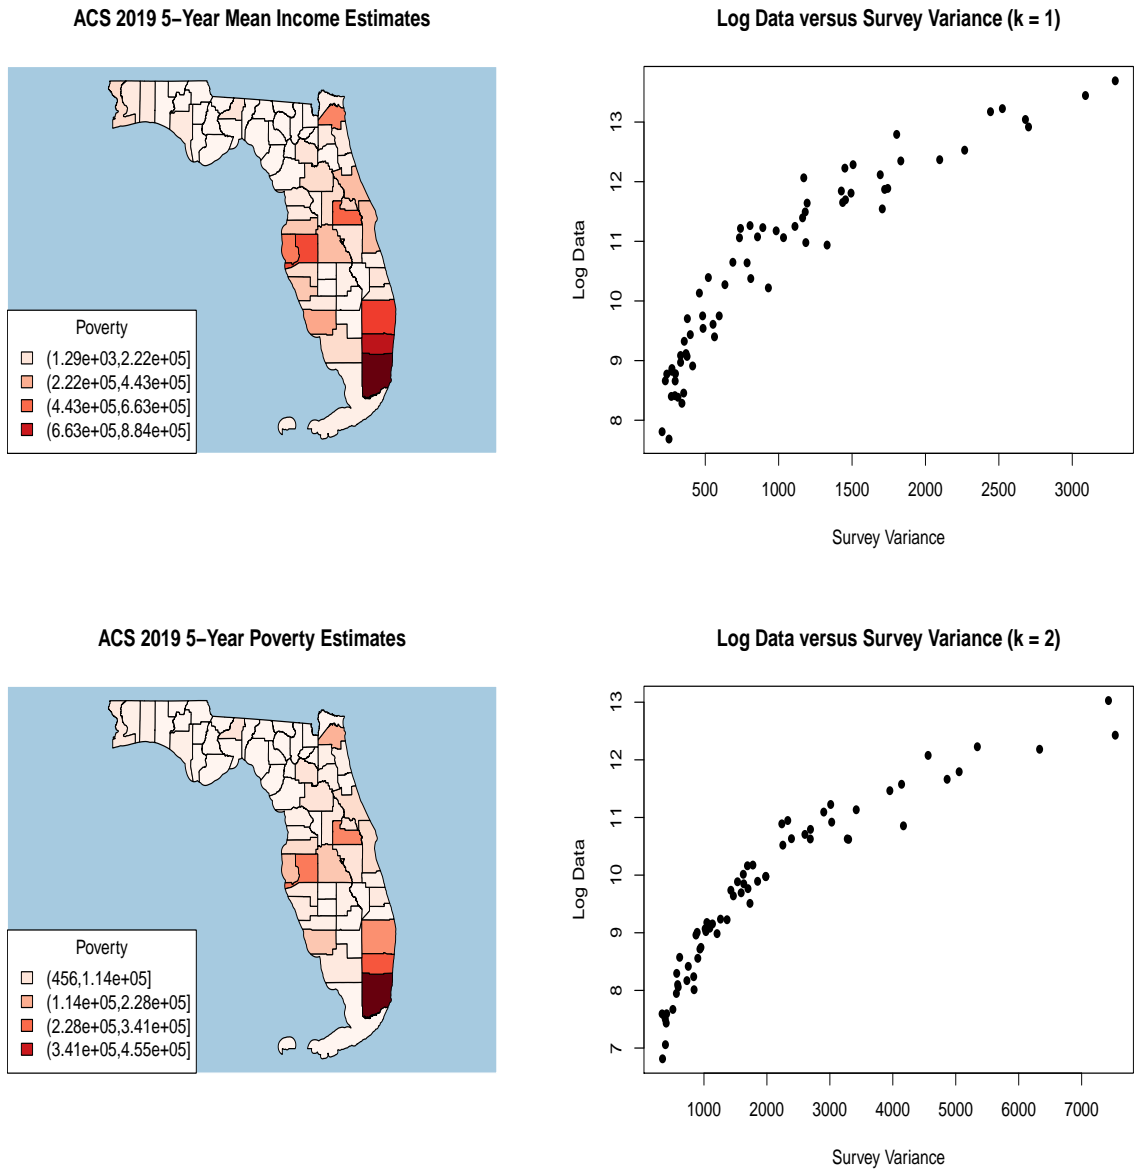 ACS 2019 5−Year Mean Income Estimates
Poverty
(1.29e+03,2.22e+05]
(2.22e+05,4.43e+05]
(4.43e+05,6.63e+05]
(6.63e+05,8.84e+05]
Log Data versus Survey Variance (k = 1)
Log Data
13
12
11
10
9
8
500 1000 1500 2000 2500 3000
Survey Variance
ACS 2019 5−Year Poverty Estimates
Poverty
(456,1.14e+05]
(1.14e+05,2.28e+05]
(2.28e+05,3.41e+05]
(3.41e+05,4.55e+05]
Log Data versus Survey Variance (k = 2)
Log Data
13
12
11
10
9
8
7
1000 2000 3000 4000 5000 6000 7000
Survey Variance